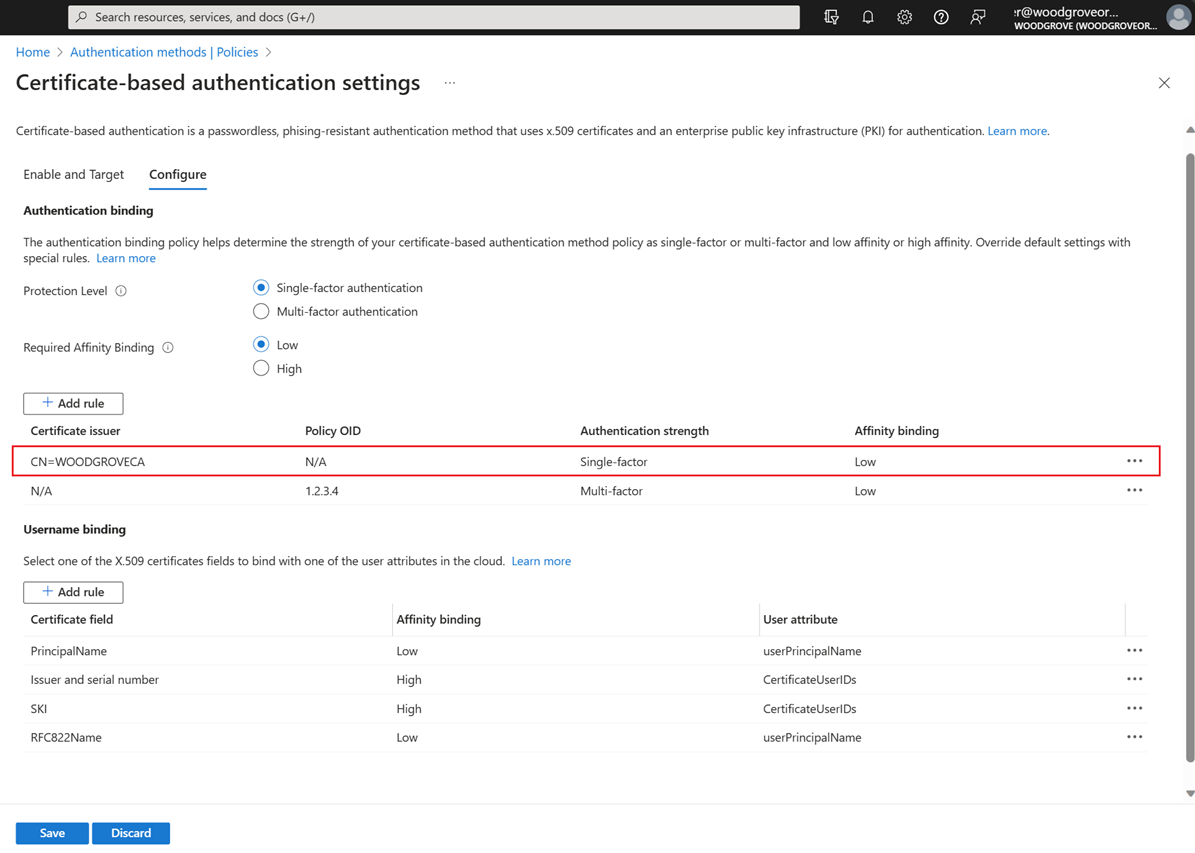 Search resources, services, and docs (G+/)
er@woodgroveor...
WOODGROVE (WOODGROVEOR...
Home > Authentication methods | Policies >
Certificate-based authentication settings ...
Certificate-based authentication is a passwordless, phising-resistant authentication method that uses x.509 certificates and an enterprise public key infrastructure (PKI) for authentication. Learn more.
Enable and Target Configure
Authentication binding
The authentication binding policy helps determine the strength of your certificate-based authentication method policy as single-factor or multi-factor and low affinity or high affinity. Override default settings with
special rules. Learn more
Protection Level Single-factor authentication
Multi-factor authentication
Required Affinity Binding Low
High
+ Add rule
Certificate issuer Policy OID Authentication strength Affinity binding
CN=WOODGROVECA N/A Single-factor Low ...
N/A 1.2.3.4 Multi-factor Low ...
Username binding
Select one of the X.509 certificates fields to bind with one of the user attributes in the cloud. Learn more
+ Add rule
Certificate field Affinity binding User attribute
PrincipalName Low userPrincipalName ...
Issuer and serial number High CertificateUserIDs ...
SKI High CertificateUserIDs ...
RFC822Name Low userPrincipalName ...
Save Discard